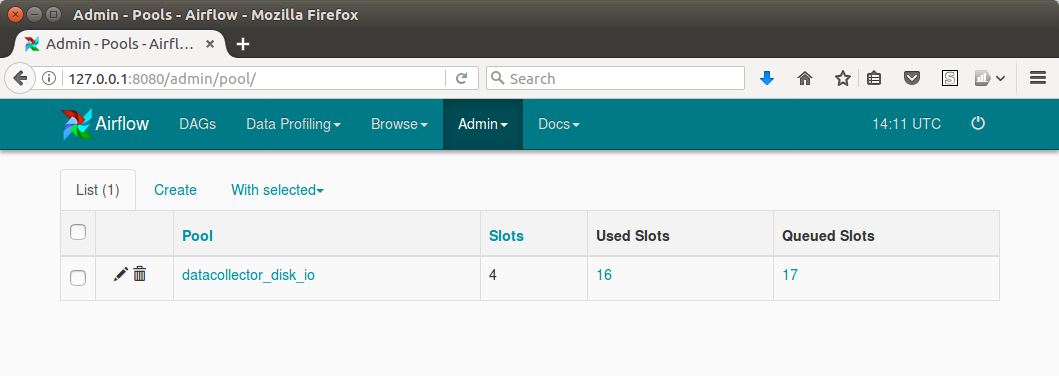 Admin - Pools - Airflow - Mozilla Firefox
Admin - Pools - Airfl...
127.0.0.1:8080/admin/pool/ Search S
Airflow DAGs Data Profiling Browse Admin Docs 14:11 UTC
List (1) Create With selected
Pool Slots Used Slots Queued Slots
datacollector_disk_io 4 16 17